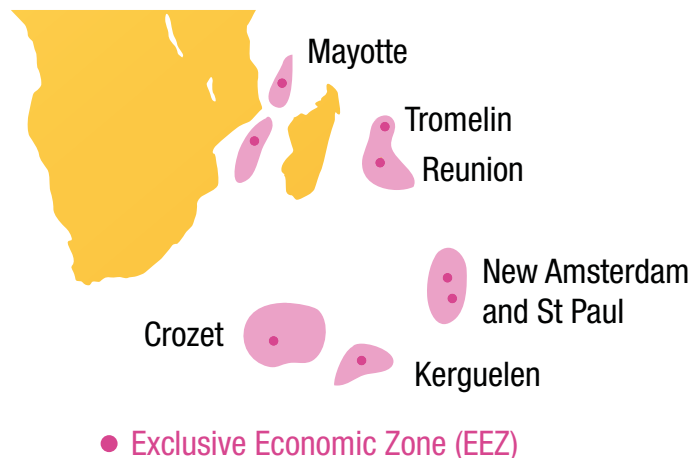 Mayotte
Tromelin
Reunion
New Amsterdam
and St Paul
Crozet
Kerguelen
Exclusive Economic Zone (EEZ)